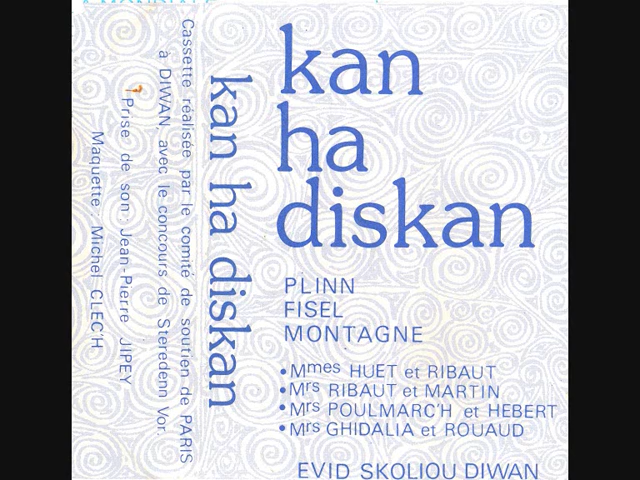 kan
ha
diskan
PLINN
FISEL
MONTAGNE
•Mmes HUET et RIBAUT
•Mrs RIBAUT et MARTIN
•Mrs POULMARC'H et HEBERT
•Mrs GHIDALIA et ROUAUD
EVID SKOLIOU DIWAN
kan ha diskan
Cassette réalisée par le comité de soutien de PARIS
à DIWAN, avec le concours de Steredenn Vor.
Prise de son : Jean-Pierre JIPEY
Maquette : Michel CLEC'H